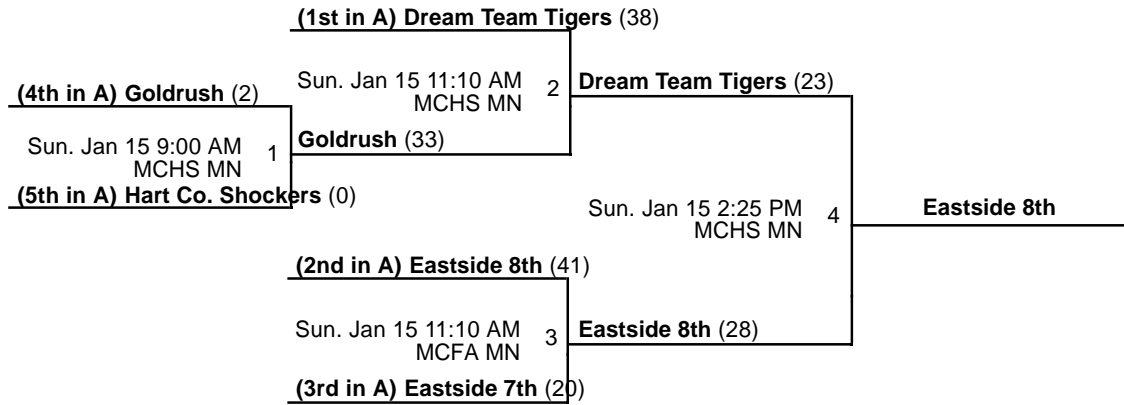 (1st in A) Dream Team Tigers (38)
Sun. Jan 15 11:10 AM
MCHS MN
2
Dream Team Tigers (23)
(4th in A) Goldrush (2)
Sun. Jan 15 9:00 AM
MCHS MN
1
Goldrush (33)
(5th in A) Hart Co. Shockers (0)
Sun. Jan 15 2:25 PM
MCHS MN
4
Eastside 8th
(2nd in A) Eastside 8th (41)
Sun. Jan 15 11:10 AM
MCFA MN
3
Eastside 8th (28)
(3rd in A) Eastside 7th (20)